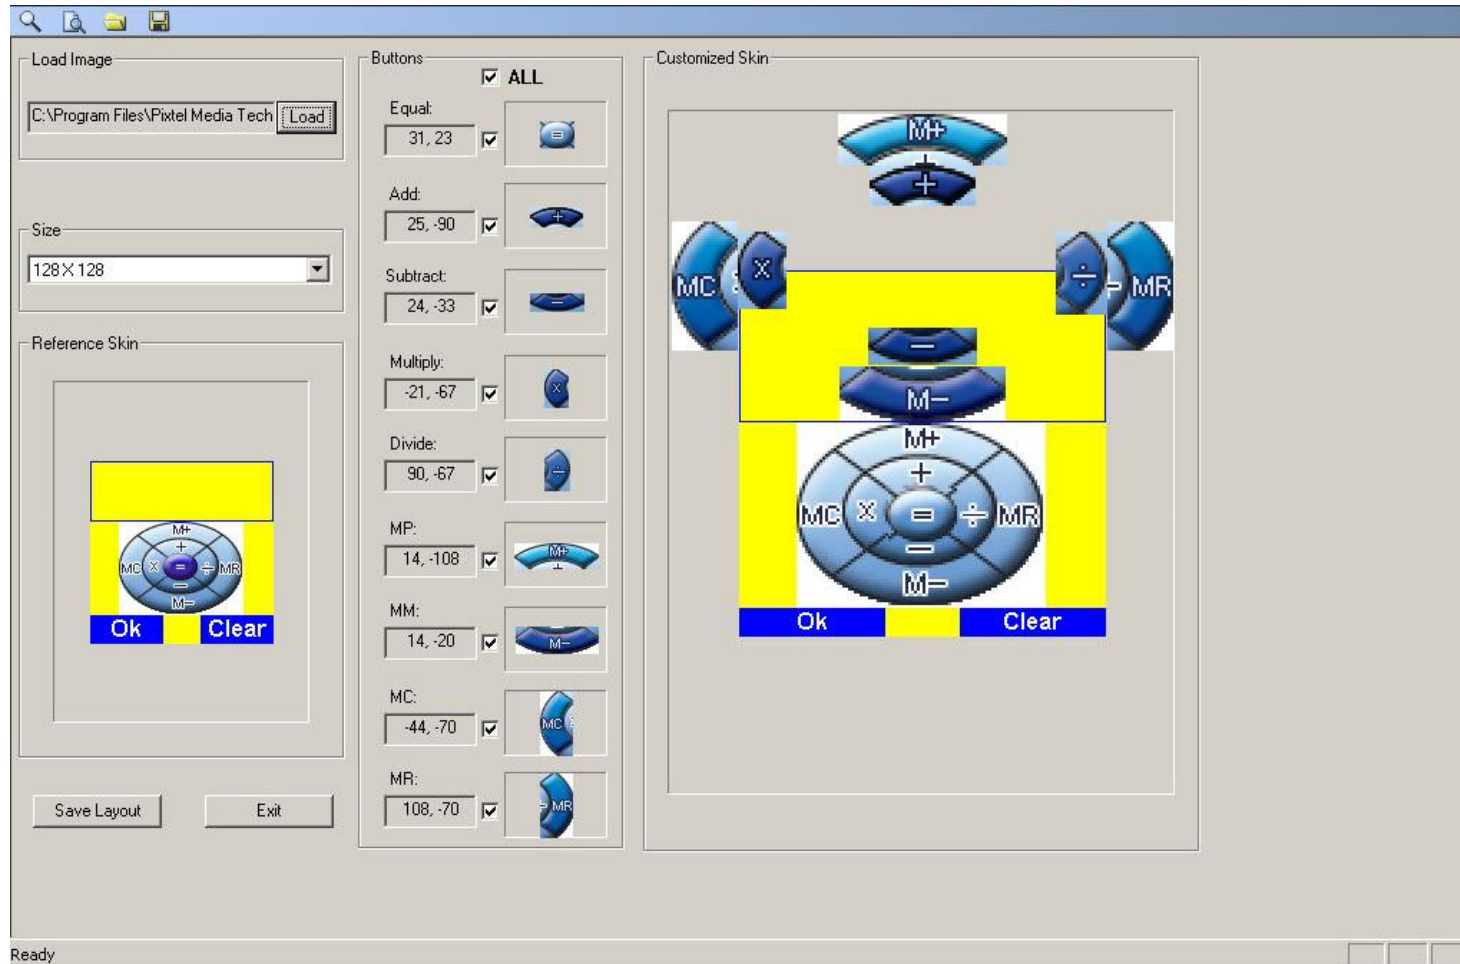 Load Image
C:\Program Files\Pixtel Media Tech
Load
Size
128 X 128
Reference Skin
M+
+
MC × = ÷ MR
−
M−
Ok Clear
Save Layout
Exit
Buttons
ALL
Equal:
31, 23
=
Add:
25, -90
+
Subtract:
24, -33
−
Multiply:
-21, -67
×
Divide:
90, -67
÷
MP:
14, -108
M+
MM:
14, -20
M−
MC:
-44, -70
MC
MR:
108, -70
MR
Customized Skin
M+
+
+
MC × ÷ MR
−
M−
M+
+
MC × = ÷ MR
−
M−
Ok Clear
Ready